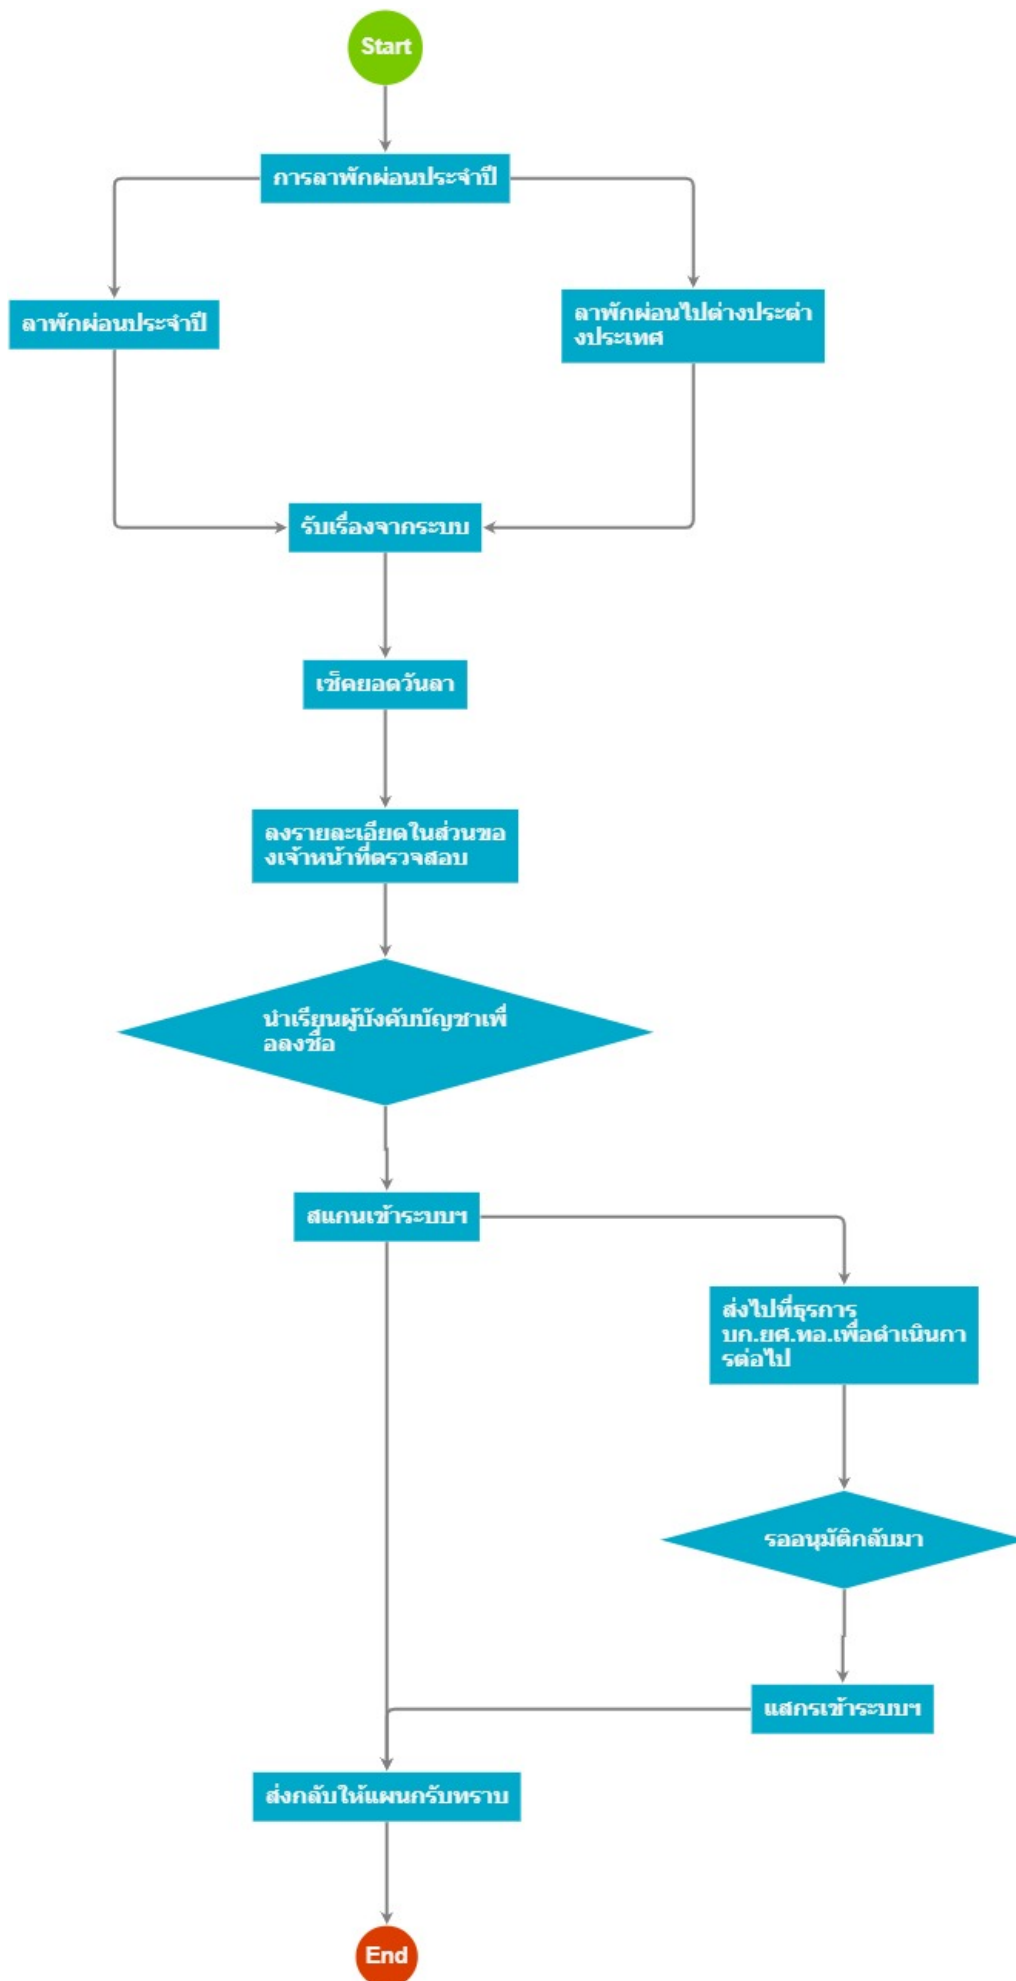 Start
การลาพักผ่อนประจำปี
ลาพักผ่อนประจำปี
ลาพักผ่อนไปต่างประต่า
งประเทศ
รับเรื่องจากระบบ
เช็คยอดวันลา
ลงรายละเอียดในส่วนขอ
งเจ้าหน้าที่ตรวจสอบ
นำเรียนผู้บังคับบัญชาเพื่
อลงชื่อ
สแกนเข้าระบบฯ
ส่งไปที่ธุรการ
บก.ยศ.ทอ.เพื่อดำเนินกา
รต่อไป
รออนุมัติกลับมา
แสกรเข้าระบบฯ
ส่งกลับให้แผนกรับทราบ
End